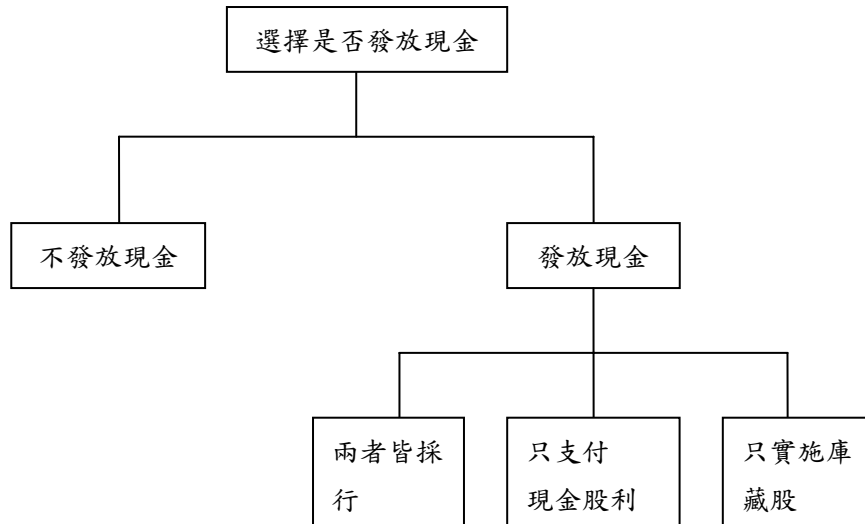 選擇是否發放現金
不發放現金
發放現金
兩者皆採
行
只支付
現金股利
只實施庫
藏股